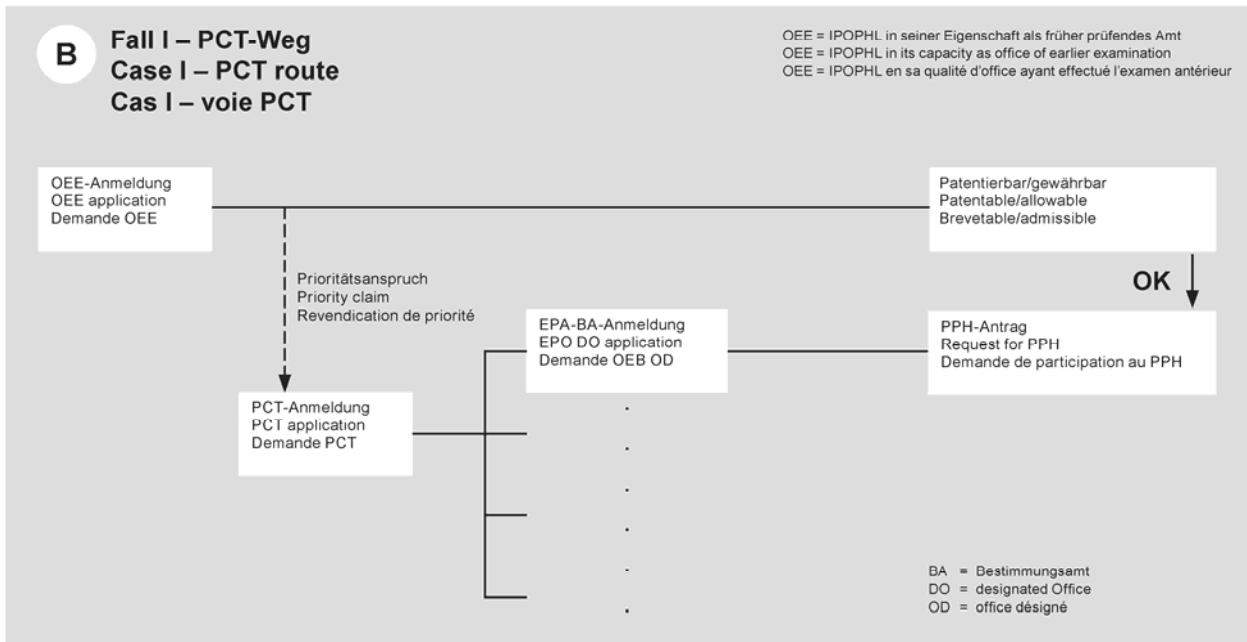 B
Fall I – PCT-Weg
Case I – PCT route
Cas I – voie PCT
OEE = IPOPHL in seiner Eigenschaft als früher prüfendes Amt
OEE = IPOPHL in its capacity as office of earlier examination
OEE = IPOPHL en sa qualité d'office ayant effectué l'examen antérieur
OEE-Anmeldung
OEE application
Demande OEE
Patentierbar/gewährbar
Patentable/allowable
Brevetable/admissible
Prioritätsanspruch
Priority claim
Revendication de priorité
OK
EPA-BA-Anmeldung
EPO DO application
Demande OEB OD
PPH-Antrag
Request for PPH
Demande de participation au PPH
PCT-Anmeldung
PCT application
Demande PCT
BA = Bestimmungsamt
DO = designated Office
OD = office désigné